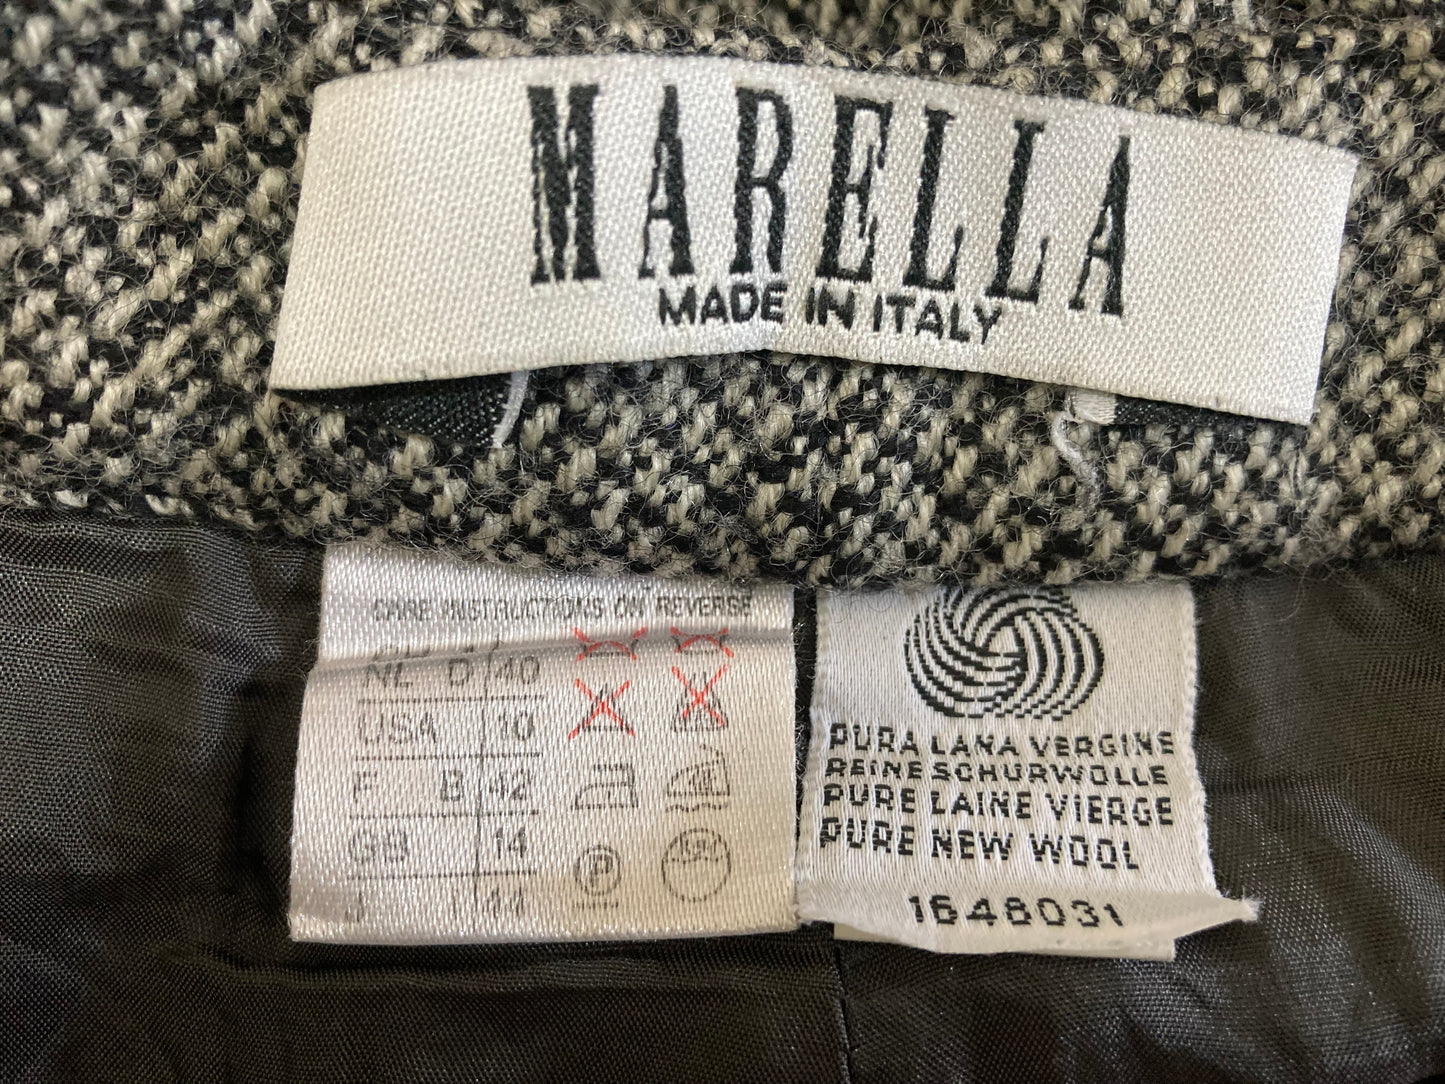 MARELLA
MADE IN ITALY
CARE INSTRUCTIONS ON REVERSE
NL D 40
USA 10
F B 42
GB 14
J 44
P
PURA LANA VERGINE
REINE SCHURWOLLE
PURE LAINE VIERGE
PURE NEW WOOL
1648031